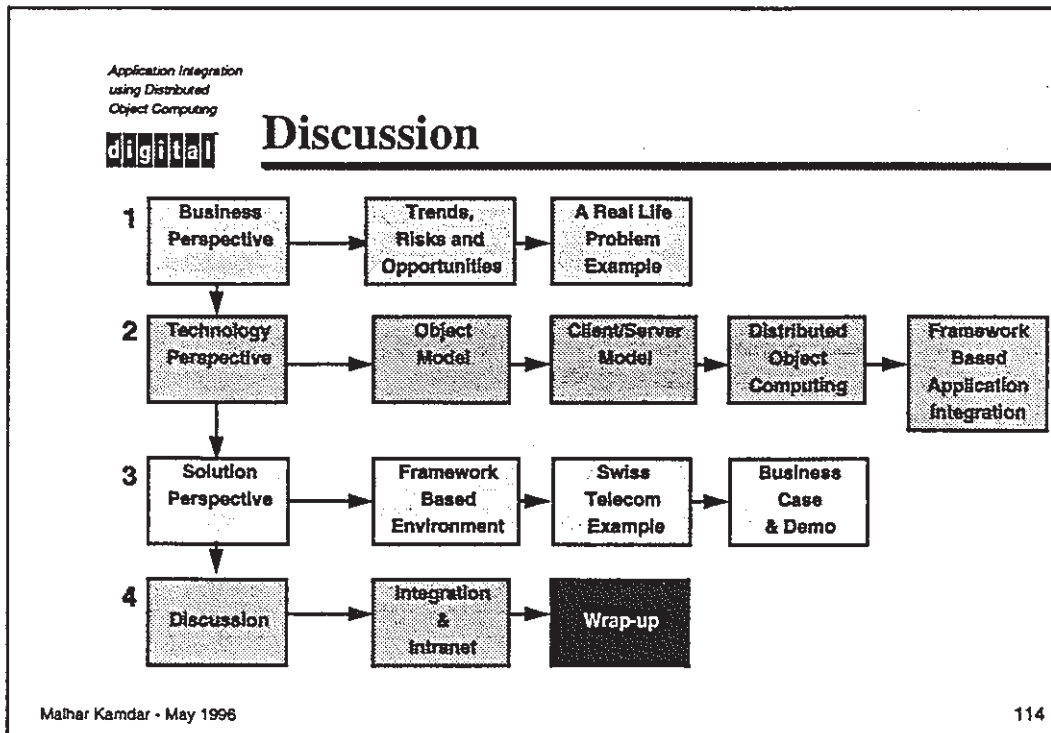 Application Integration
using Distributed
Object Computing
digital
Discussion
1
Business
Perspective
Trends,
Risks and
Opportunities
A Real Life
Problem
Example
2
Technology
Perspective
Object
Model
Client/Server
Model
Distributed
Object
Computing
Framework
Based
Application
Integration
3
Solution
Perspective
Framework
Based
Environment
Swiss
Telecom
Example
Business
Case
& Demo
4
Discussion
Integration
&
Intranet
Wrap-up
Malhar Kamdar - May 1996
114